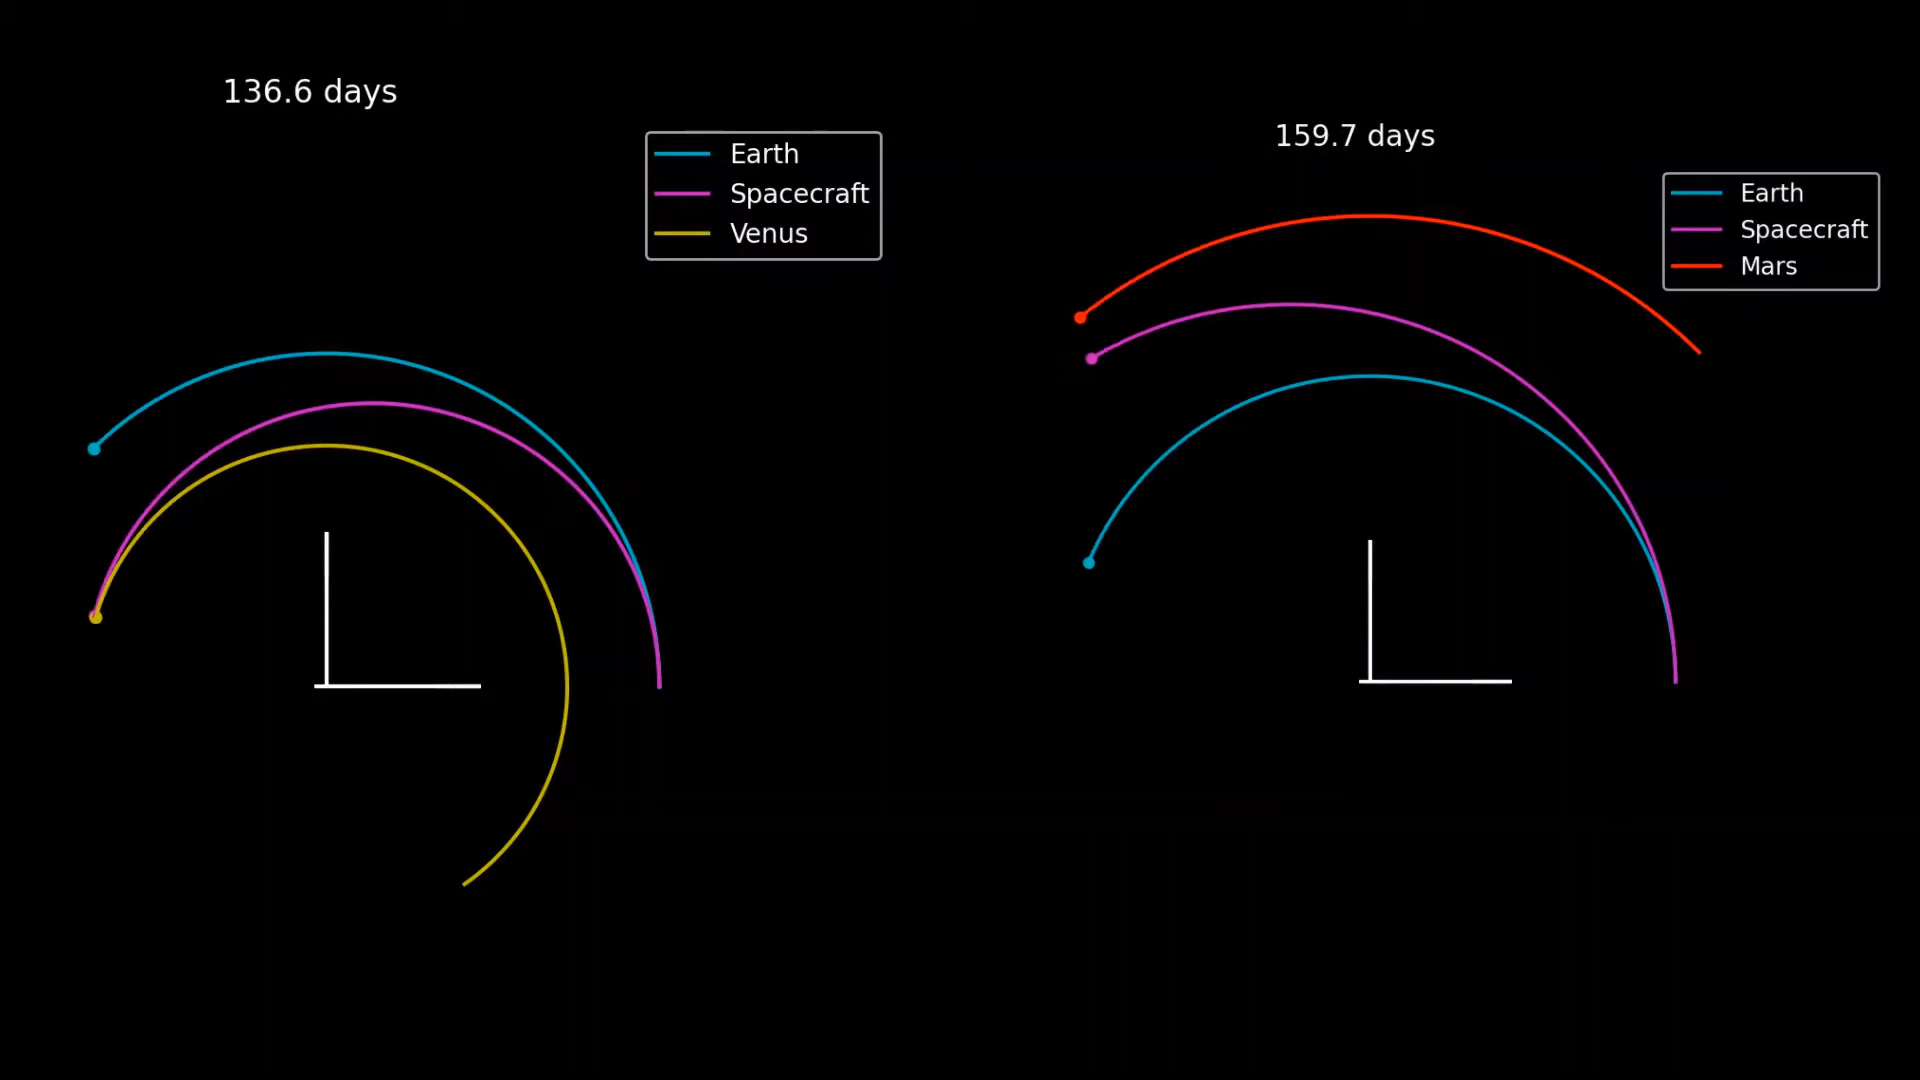 136.6 days
Earth
Spacecraft
Venus
159.7 days
Earth
Spacecraft
Mars